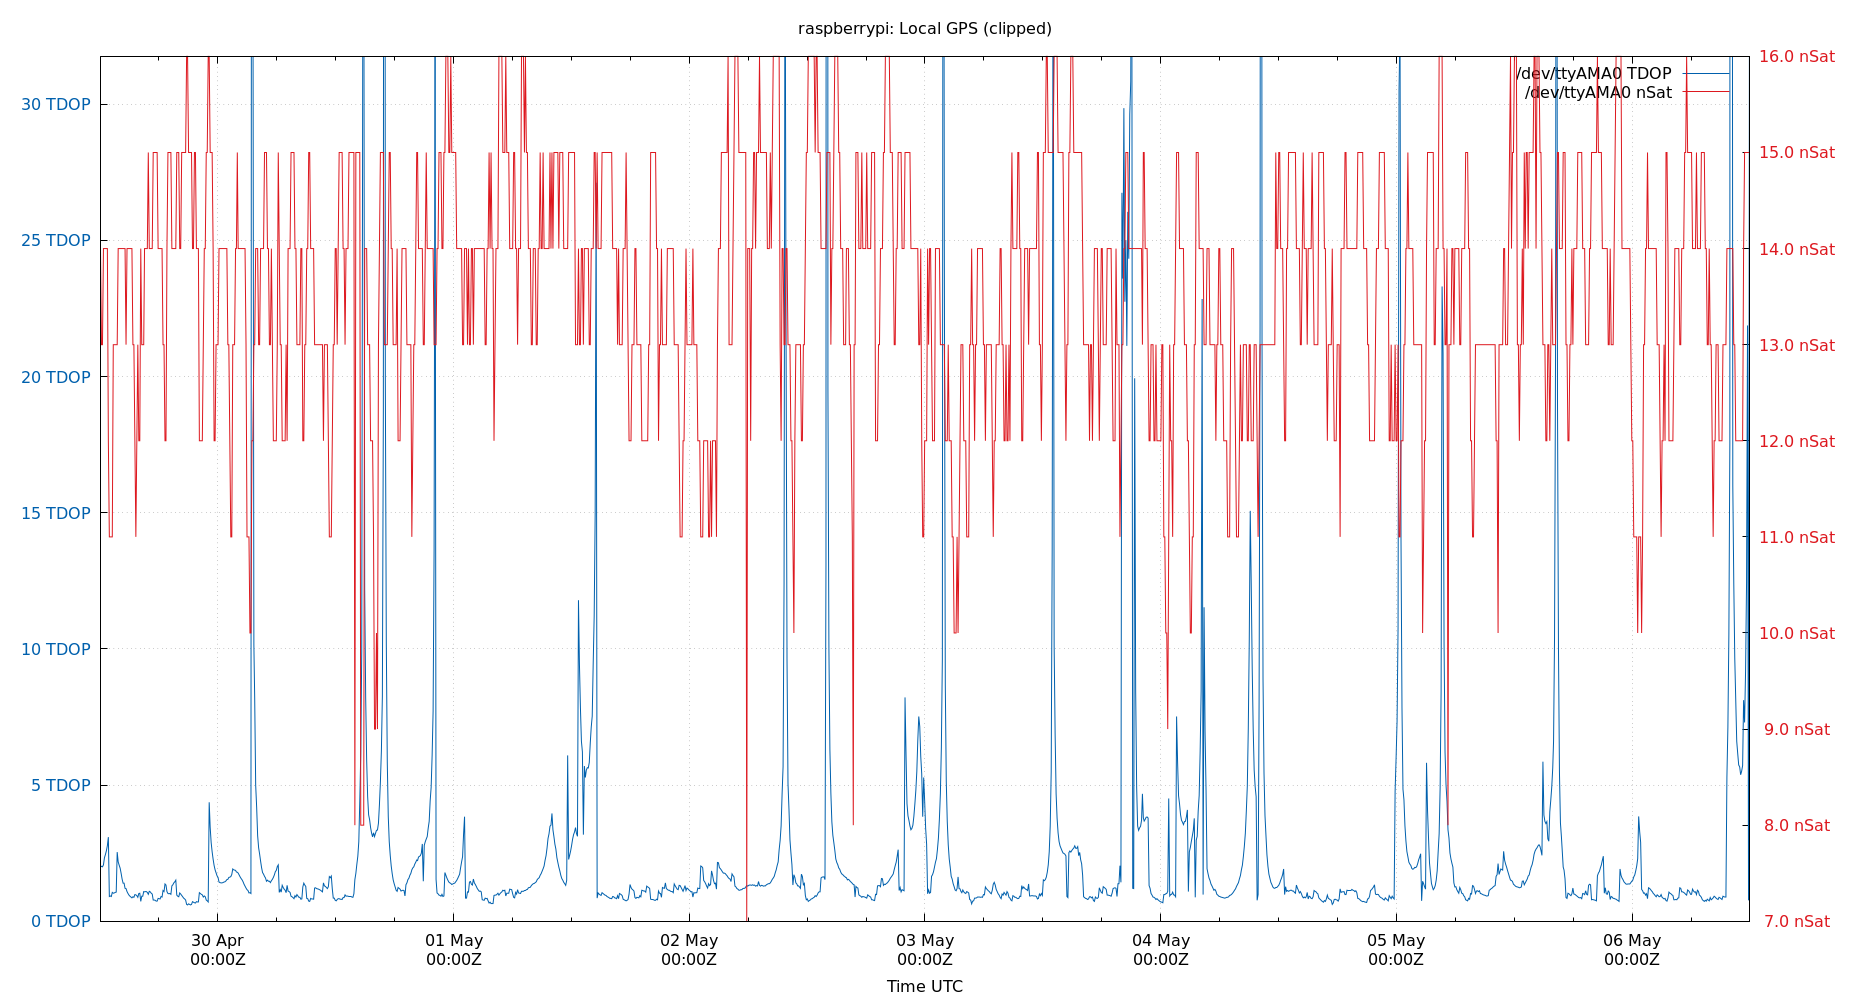 raspberrypi: Local GPS (clipped)
16.0 nSat
/dev/ttyAMA0 TDOP
/dev/ttyAMA0 nSat
30 TDOP
15.0 nSat
25 TDOP
14.0 nSat
13.0 nSat
20 TDOP
12.0 nSat
15 TDOP
11.0 nSat
10.0 nSat
10 TDOP
9.0 nSat
5 TDOP
8.0 nSat
0 TDOP
7.0 nSat
30 Apr 01 May 02 May 03 May 04 May 05 May 06 May
00:00Z 00:00Z 00:00Z 00:00Z 00:00Z 00:00Z 00:00Z
Time UTC